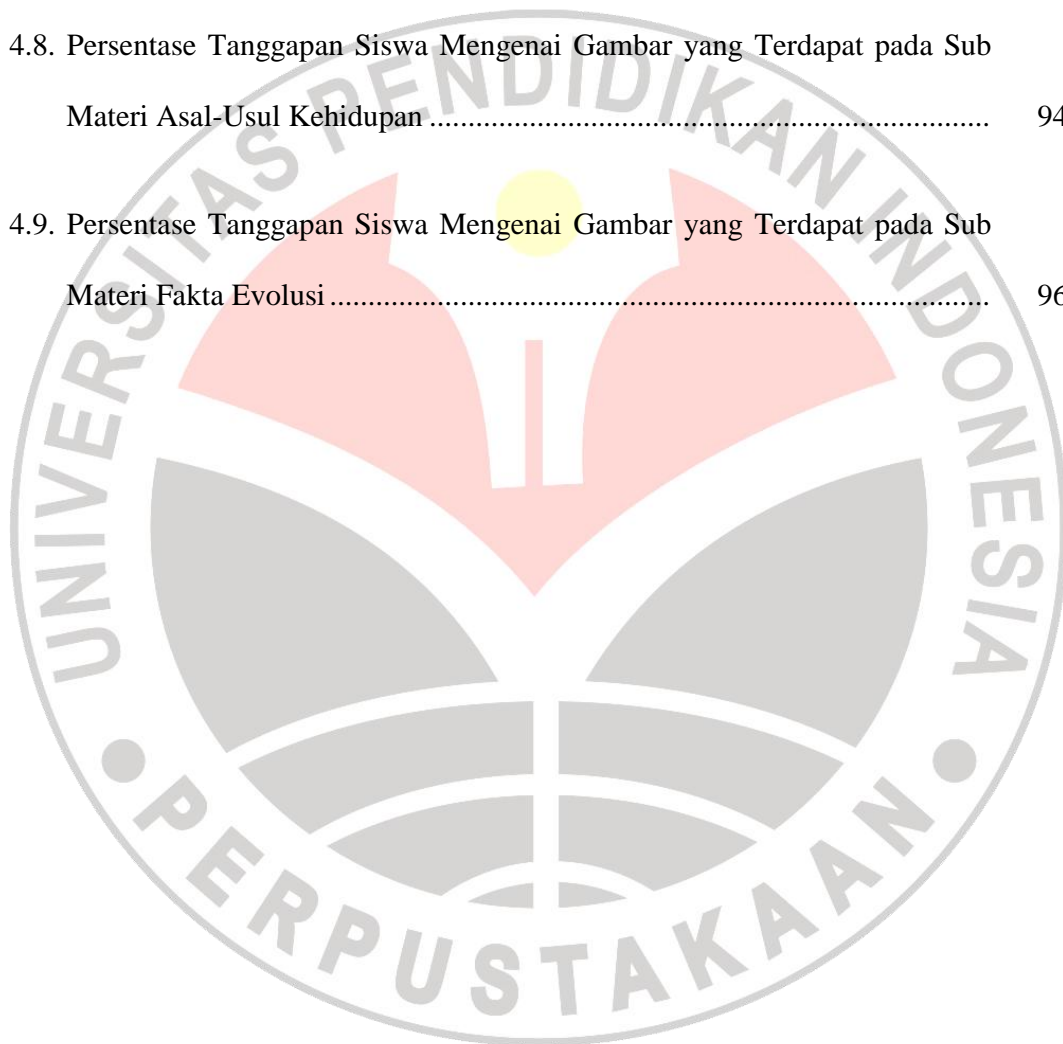 4.8. Persentase Tanggapan Siswa Mengenai Gambar yang Terdapat pada Sub
Materi Asal-Usul Kehidupan ..................................................................... 94
4.9. Persentase Tanggapan Siswa Mengenai Gambar yang Terdapat pada Sub
Materi Fakta Evolusi ................................................................................. 96
UNIVERSITAS PENDIDIKAN INDONESIA
PERPUSTAKAAN